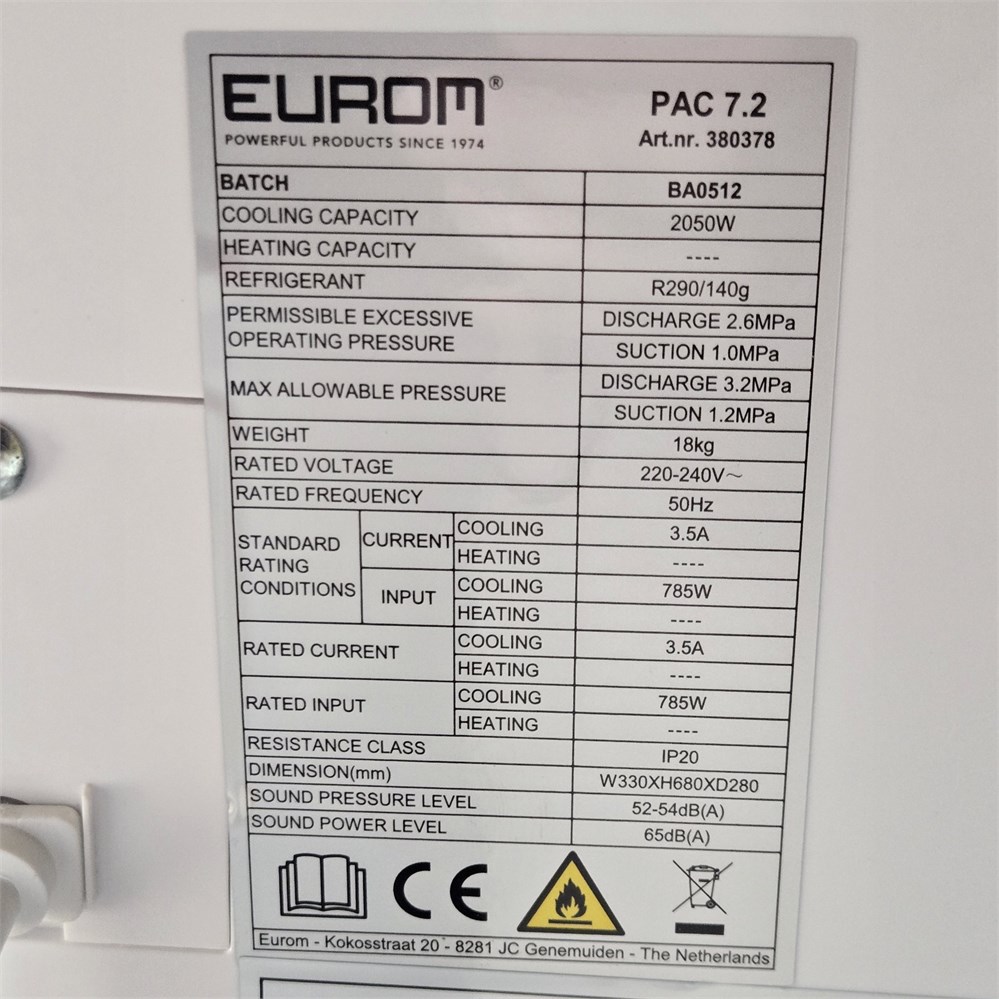 EUROM®
POWERFUL PRODUCTS SINCE 1974
PAC 7.2
Art.nr. 380378
BATCH BA0512
COOLING CAPACITY 2050W
HEATING CAPACITY ----
REFRIGERANT R290/140g
PERMISSIBLE EXCESSIVE
OPERATING PRESSURE
DISCHARGE 2.6MPa
SUCTION 1.0MPa
MAX ALLOWABLE PRESSURE
DISCHARGE 3.2MPa
SUCTION 1.2MPa
WEIGHT 18kg
RATED VOLTAGE 220-240V~
RATED FREQUENCY 50Hz
STANDARD
RATING
CONDITIONS
CURRENT
COOLING 3.5A
HEATING ----
INPUT
COOLING 785W
HEATING ----
RATED CURRENT
COOLING 3.5A
HEATING ----
RATED INPUT
COOLING 785W
HEATING ----
RESISTANCE CLASS IP20
DIMENSION(mm) W330XH680XD280
SOUND PRESSURE LEVEL 52-54dB(A)
SOUND POWER LEVEL 65dB(A)
CE
Eurom - Kokosstraat 20 - 8281 JC Genemuiden - The Netherlands